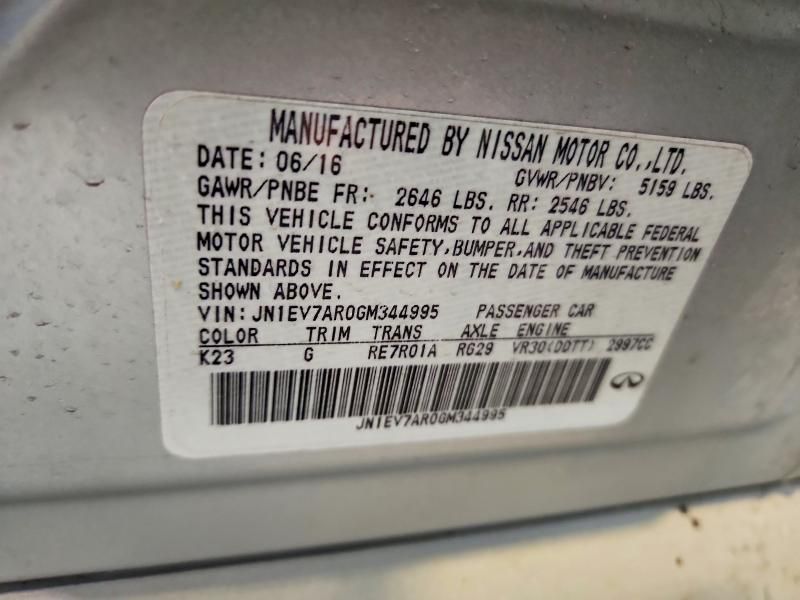 MANUFACTURED BY NISSAN MOTOR CO.,LTD.
DATE: 06/16 GVWR/PNBV: 5159 LBS.
GAWR/PNBE FR: 2646 LBS. RR: 2546 LBS.
THIS VEHICLE CONFORMS TO ALL APPLICABLE FEDERAL
MOTOR VEHICLE SAFETY, BUMPER, AND THEFT PREVENTION
STANDARDS IN EFFECT ON THE DATE OF MANUFACTURE
SHOWN ABOVE.
VIN: JN1EV7AR0GM344995 PASSENGER CAR
COLOR TRIM TRANS AXLE ENGINE
K23 G RE7R01A RG29 VR30(DDTT) 2997CC
JN1EV7AR0GM344995